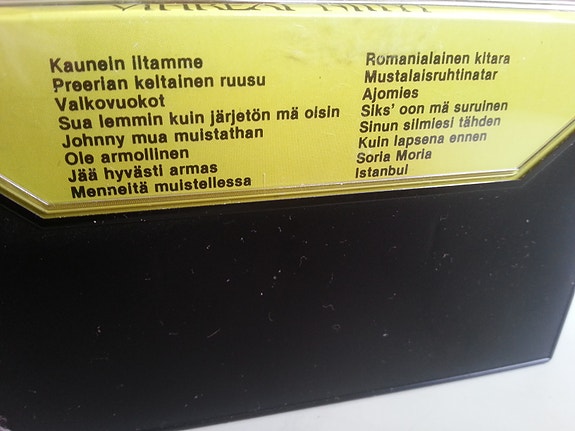 Kaunein iltamme
Preerian keltainen ruusu
Valkovuokot
Sua lemmin kuin järjetön mä oisin
Johnny mua muistathan
Ole armollinen
Jää hyvästi armas
Menneitä muistellessa
Romanialainen kitara
Mustalaisruhtinatar
Ajomies
Siks' oon mä suruinen
Sinun silmiesi tähden
Kuin lapsena ennen
Soria Moria
Istanbul